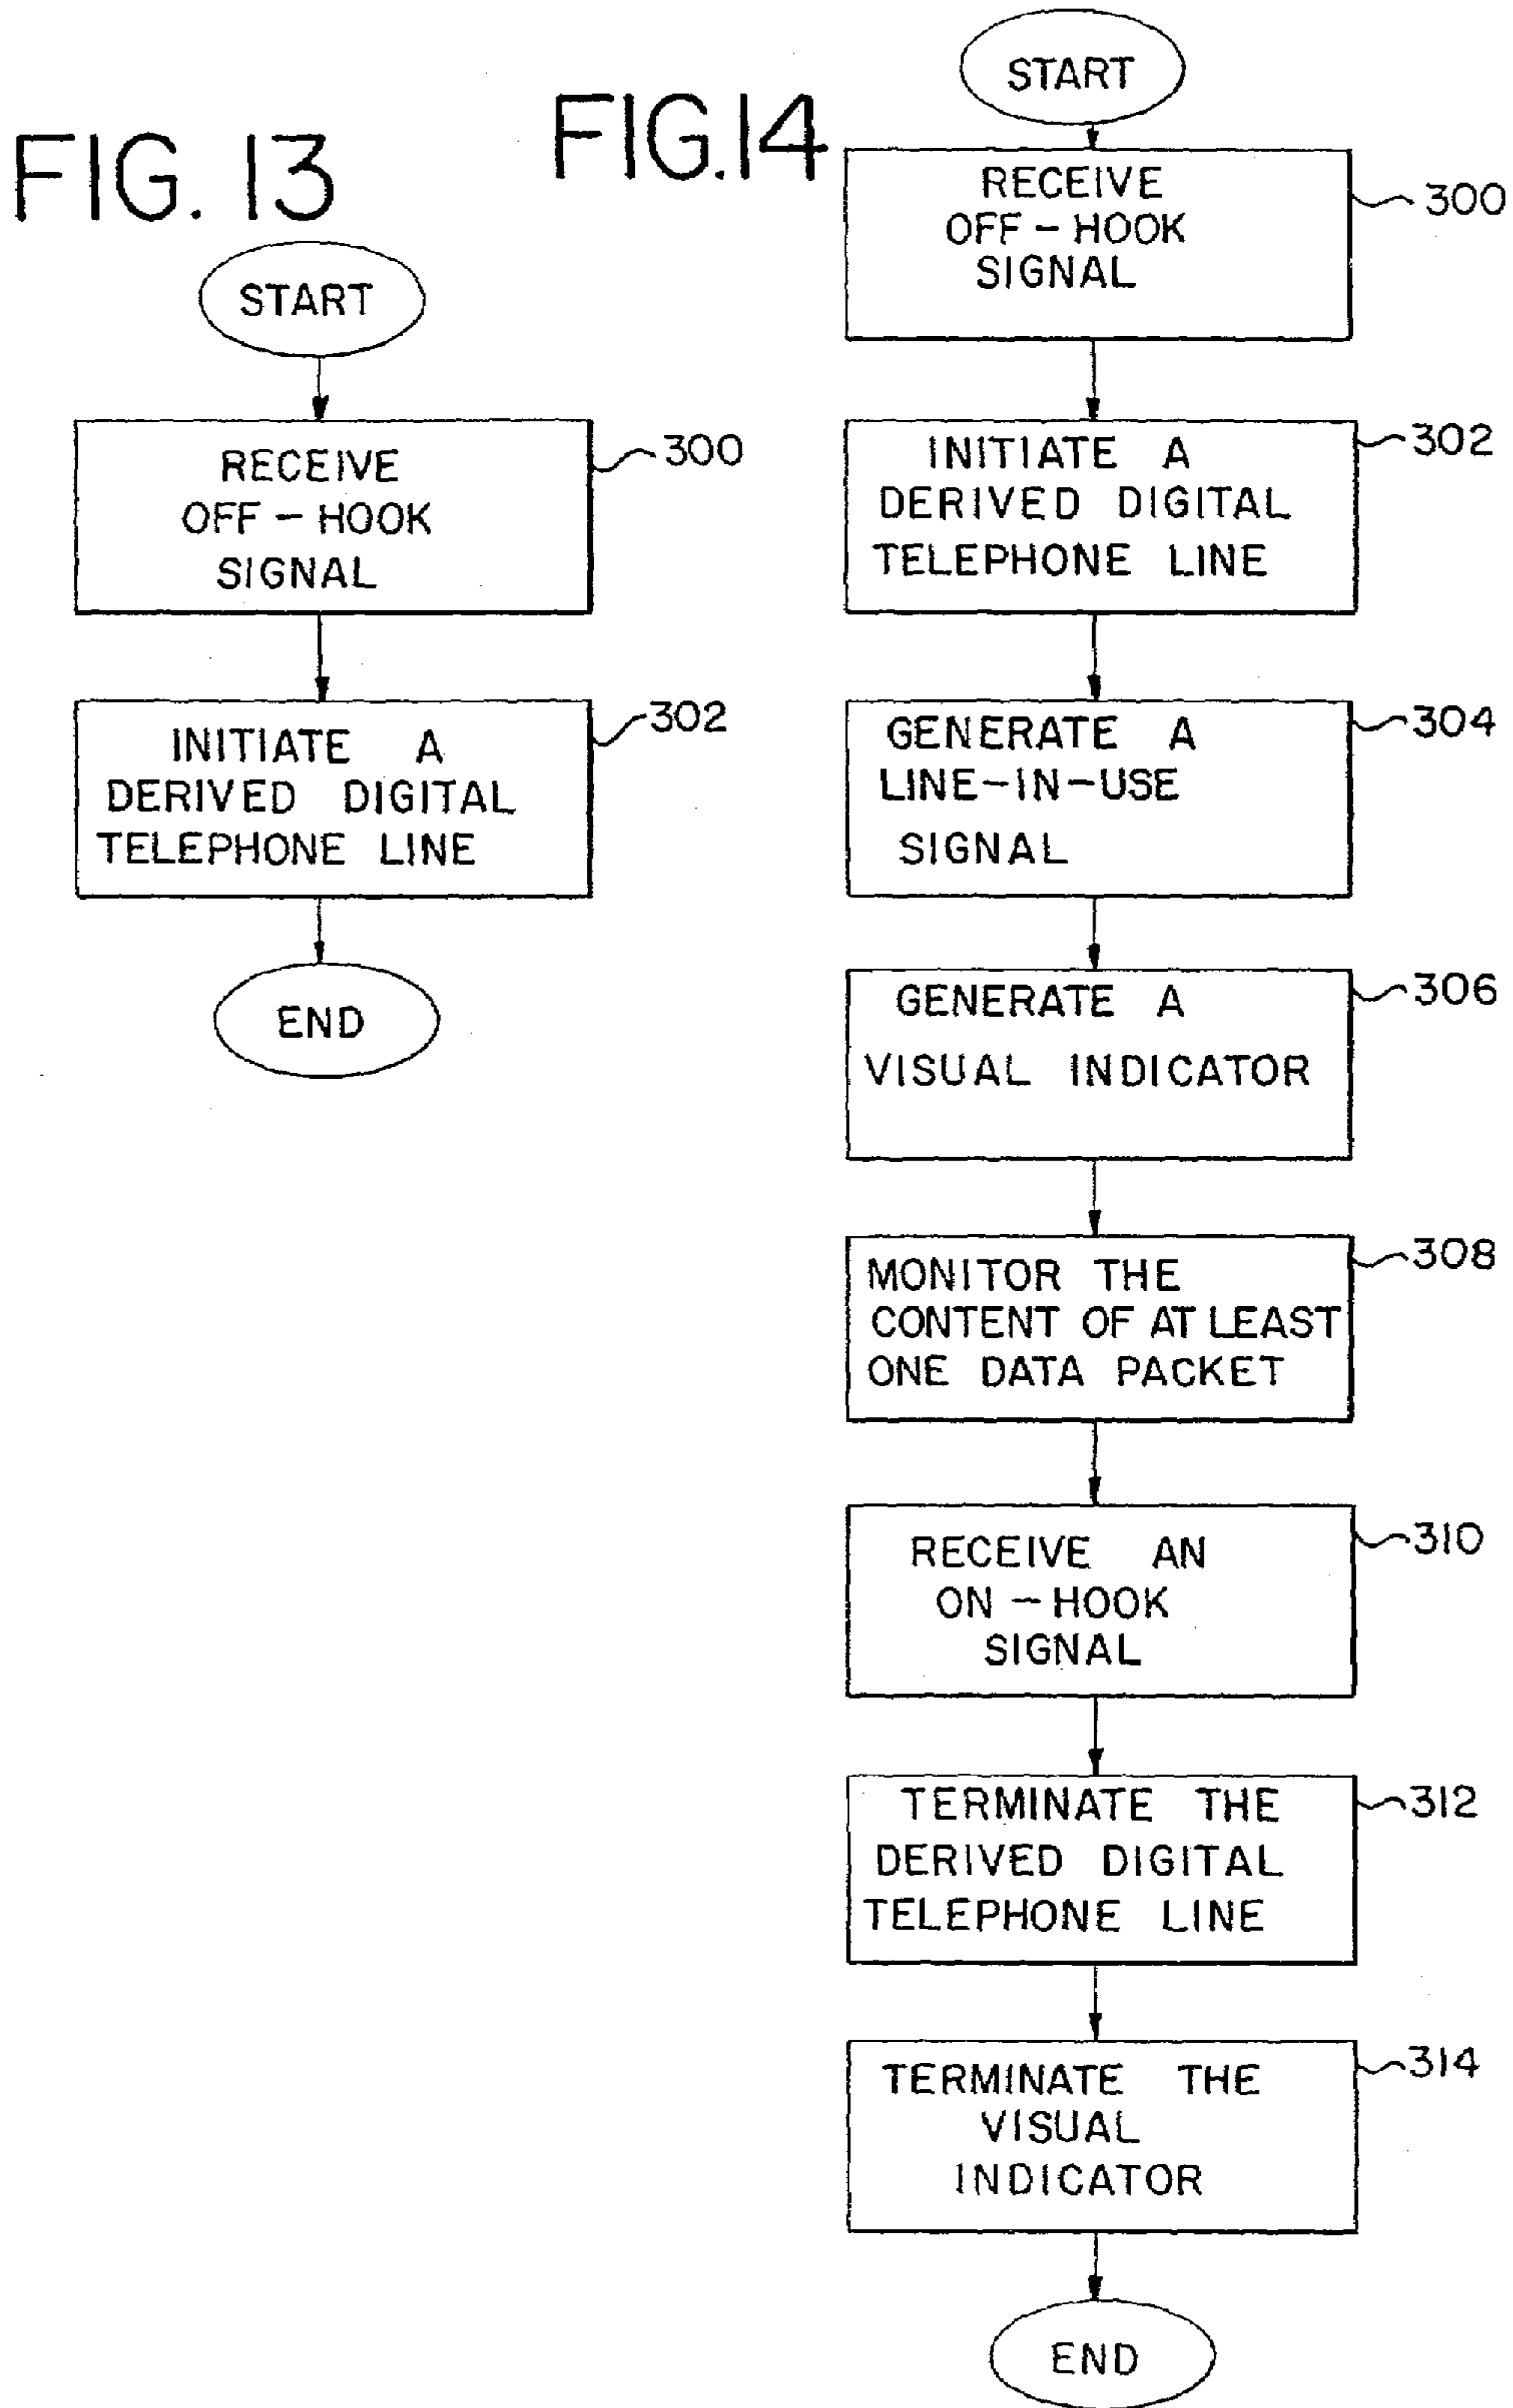 FIG. 13
START
RECEIVE
OFF-HOOK
SIGNAL
300
INITIATE A
DERIVED DIGITAL
TELEPHONE LINE
302
END
FIG.14
START
RECEIVE
OFF-HOOK
SIGNAL
300
INITIATE A
DERIVED DIGITAL
TELEPHONE LINE
302
GENERATE A
LINE-IN-USE
SIGNAL
304
GENERATE A
VISUAL INDICATOR
306
MONITOR THE
CONTENT OF AT LEAST
ONE DATA PACKET
308
RECEIVE AN
ON-HOOK
SIGNAL
310
TERMINATE THE
DERIVED DIGITAL
TELEPHONE LINE
312
TERMINATE THE
VISUAL
INDICATOR
314
END